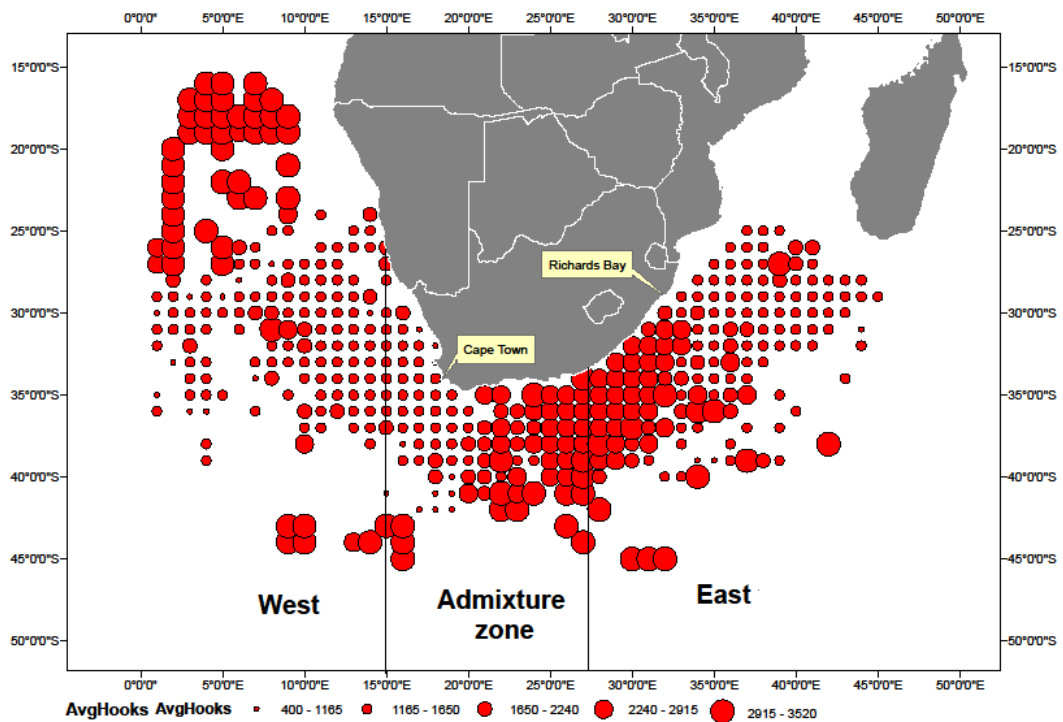 0°0'0" 5°0'0"E 10°0'0"E 15°0'0"E 20°0'0"E 25°0'0"E 30°0'0"E 35°0'0"E 40°0'0"E 45°0'0"E 50°0'0"E
15°0'0"S 15°0'0"S
20°0'0"S 20°0'0"S
25°0'0"S 25°0'0"S
Richards Bay
30°0'0"S 30°0'0"S
Cape Town
35°0'0"S 35°0'0"S
40°0'0"S 40°0'0"S
45°0'0"S 45°0'0"S
West Admixture zone East
50°0'0"S 50°0'0"S
0°0'0" 5°0'0"E 10°0'0"E 15°0'0"E 20°0'0"E 25°0'0"E 30°0'0"E 35°0'0"E 40°0'0"E 45°0'0"E 50°0'0"E
AvgHooks AvgHooks 400 - 1165 1165 - 1650 1650 - 2240 2240 - 2915 2915 - 3520